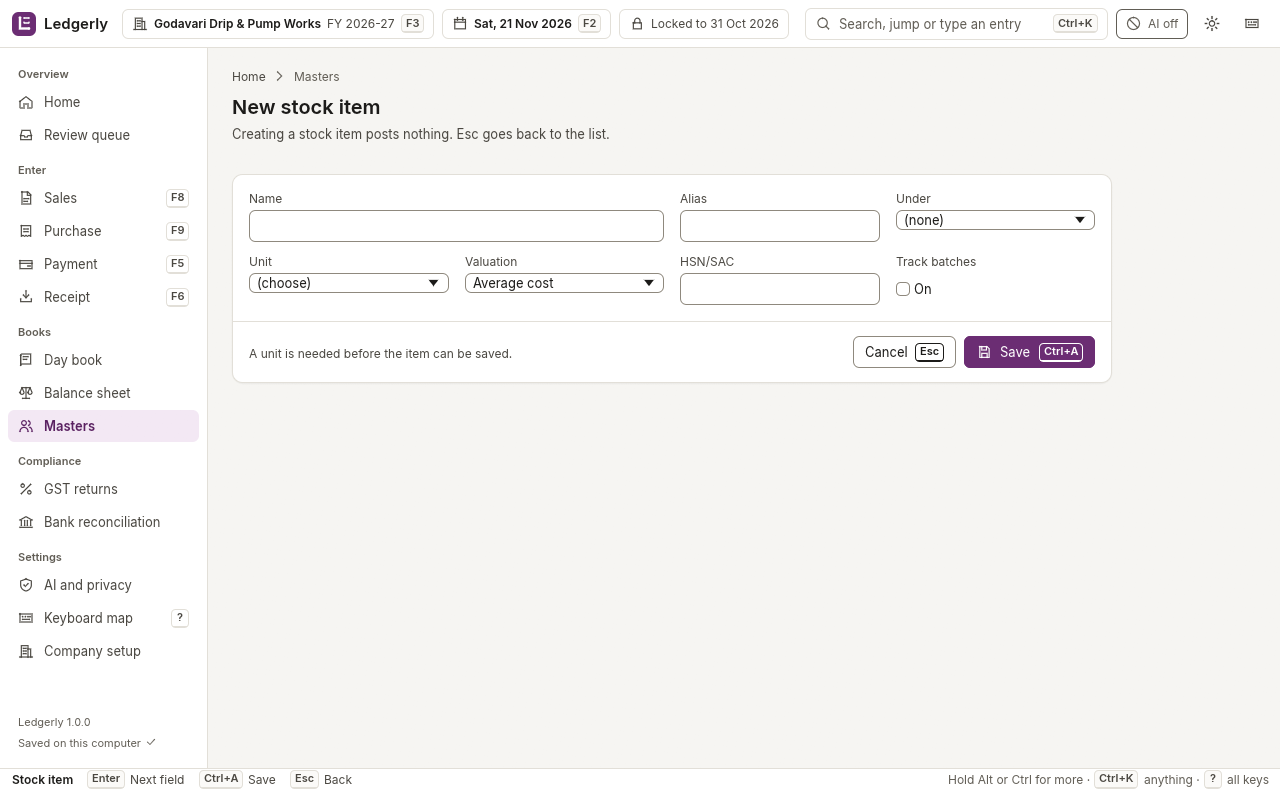 Ledgerly
Godavari Drip & Pump Works FY 2026-27 F3
Sat, 21 Nov 2026 F2
Locked to 31 Oct 2026
Search, jump or type an entry Ctrl+K
AI off
Overview
Home
Review queue
Enter
Sales F8
Purchase F9
Payment F5
Receipt F6
Books
Day book
Balance sheet
Masters
Compliance
GST returns
Bank reconciliation
Settings
AI and privacy
Keyboard map ?
Company setup
Ledgerly 1.0.0
Saved on this computer
Home Masters
New stock item
Creating a stock item posts nothing. Esc goes back to the list.
Name Alias Under
(none)
Unit Valuation HSN/SAC Track batches
(choose) Average cost On
A unit is needed before the item can be saved.
Cancel Esc Save Ctrl+A
Stock item Enter Next field Ctrl+A Save Esc Back
Hold Alt or Ctrl for more · Ctrl+K anything · ? all keys